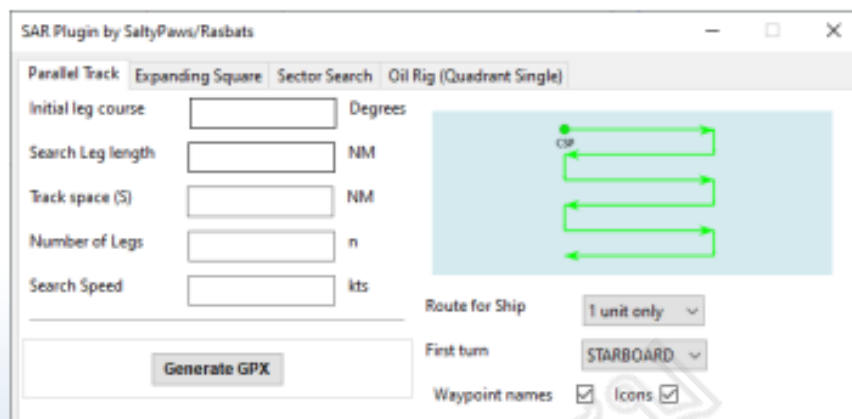 SAR Plugin by SaltyPaws/Rasbats
Parallel Track Expanding Square Sector Search Oil Rig (Quadrant Single)
Initial leg course Degrees
Search Leg length NM
Track space (S) NM
Number of Legs n
Search Speed kts
Generate GPX
CSP
Route for Ship 1 unit only
First turn STARBOARD
Waypoint names Icons